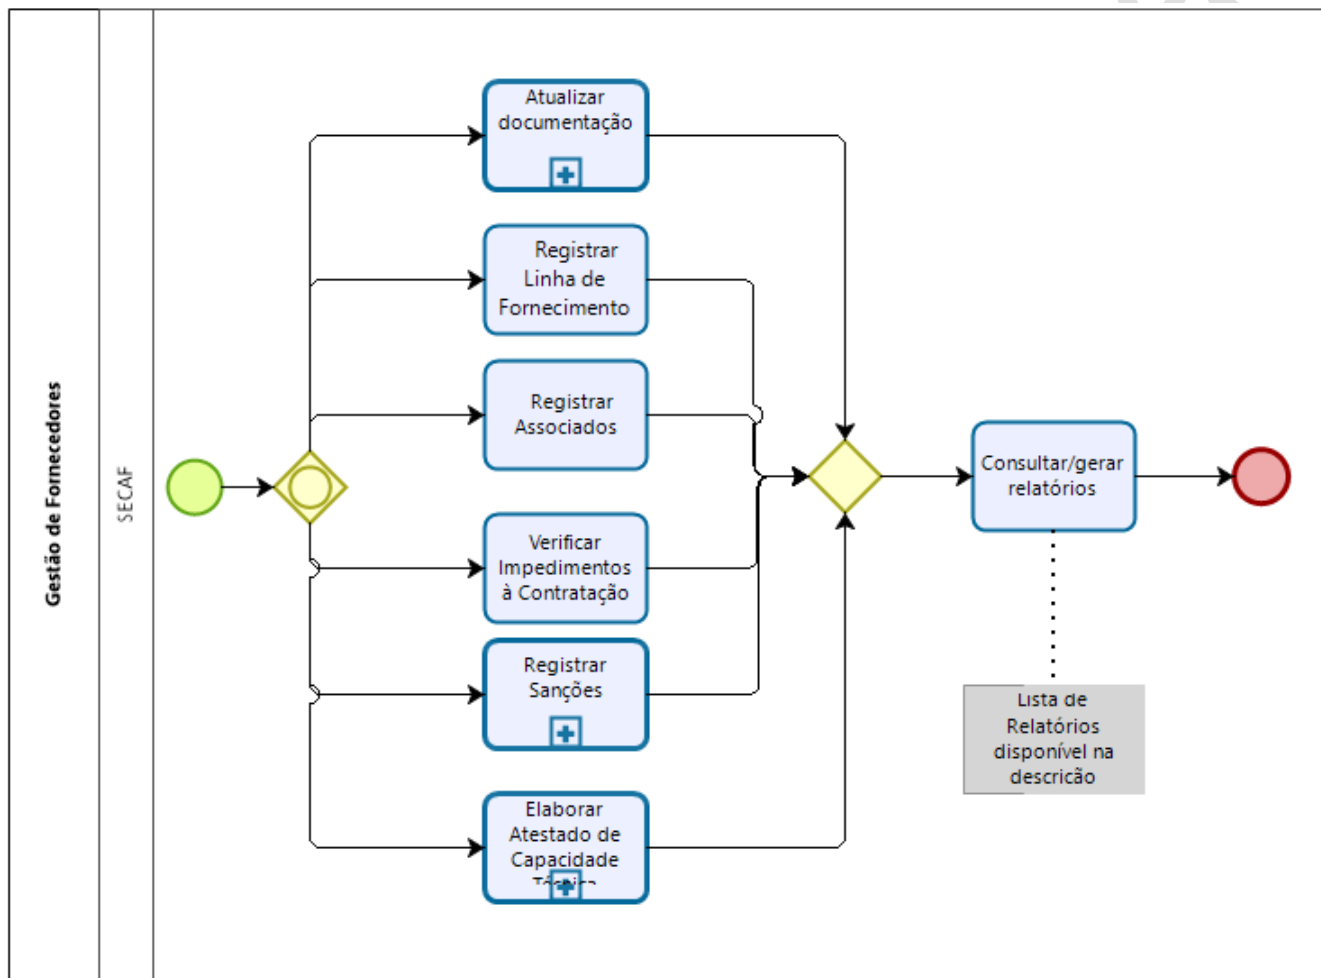 Gestão de Fornecedores
SECAF
Atualizar
documentação
Registrar
Linha de
Fornecimento
Registrar
Associados
Verificar
Impedimentos
à Contratação
Registrar
Sanções
Elaborar
Atestado de
Capacidade
Técnica
Consultar/gerar
relatórios
Lista de
Relatórios
disponível na
descricão